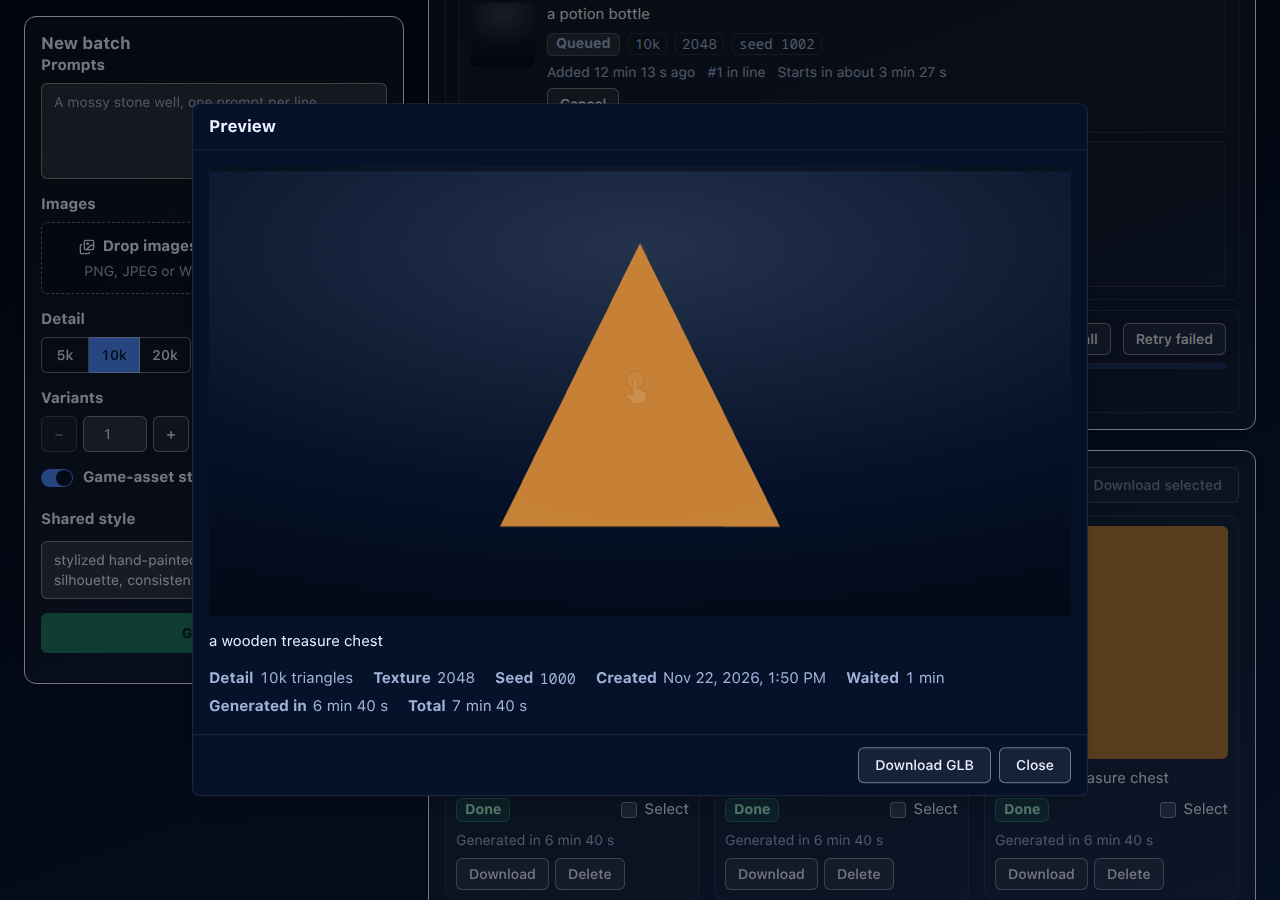 New batch
Prompts
A mossy stone well, one prompt per line
Images
Drop images
PNG, JPEG or W
Detail
5k 10k 20k
Variants
− 1 +
Game-asset st
Shared style
stylized hand-painted
silhouette, consisten
G
a potion bottle
Queued 10k 2048 seed 1002
Added 12 min 13 s ago #1 in line Starts in about 3 min 27 s
Cancel
all Retry failed
Download selected
Preview
a wooden treasure chest
Detail 10k triangles Texture 2048 Seed 1000 Created Nov 22, 2026, 1:50 PM Waited 1 min
Generated in 6 min 40 s Total 7 min 40 s
Download GLB Close
asure chest
Done Select Done Select Done Select
Generated in 6 min 40 s Generated in 6 min 40 s Generated in 6 min 40 s
Download Delete Download Delete Download Delete